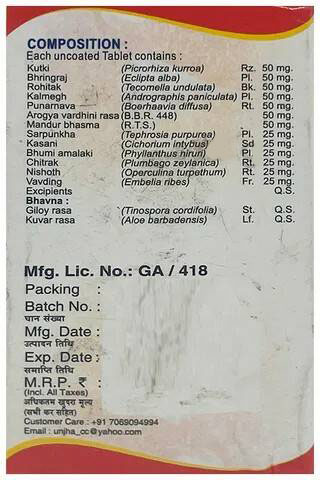 COMPOSITION :
Each uncoated Tablet contains :
Kutki (Picrorhiza kurroa) Rz. 50 mg.
Bhringraj (Eclipta alba) Pl. 50 mg.
Rohitak (Tecomella undulata) Bk. 50 mg.
Kalmegh (Andrographis paniculata) Pl. 50 mg.
Punarnava (Boerhaavia diffusa) Rt. 50 mg.
Arogya vardhini rasa (B.B.R. 448) 50 mg.
Mandur bhasma (R.T.S.) 50 mg.
Sarpunkha (Tephrosia purpurea) Pl. 25 mg.
Kasani (Cichorium intybus) Sd 25 mg.
Bhumi amalaki (Phyllanthus niruri) Pl. 25 mg.
Chitrak (Plumbago zeylanica) Rt. 25 mg.
Nishoth (Operculina turpethum) Rt. 25 mg.
Vavding (Embelia ribes) Fr. 25 mg.
Excipients Q.S.
Bhavna :
Giloy rasa (Tinospora cordifolia) St. Q.S.
Kuvar rasa (Aloe barbadensis) Lf. Q.S.
Mfg. Lic. No.: GA / 418
Packing :
Batch No. :
घान संख्या
Mfg. Date :
उत्पादन तिथि
Exp. Date :
समाप्ति तिथि
M.R.P. ₹ :
(Incl. All Taxes)
अधिकतम खुदरा मूल्य
(सभी कर सहित)
Customer Care : +91 7069094994
Email : unjha_cc@yahoo.com